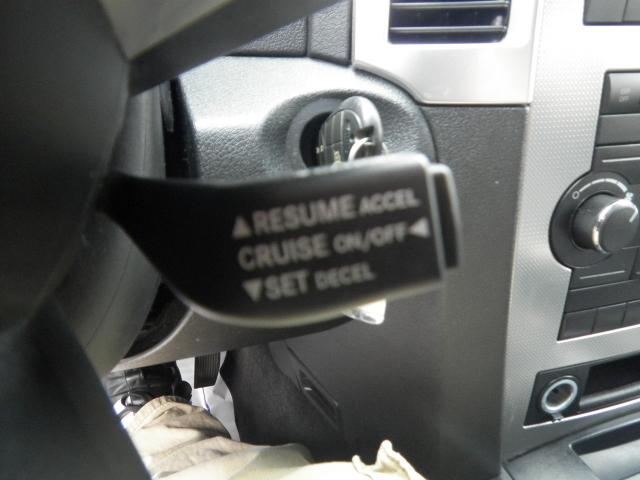 ▲RESUME ACCEL
CRUISE ON/OFF◄
▼SET DECEL